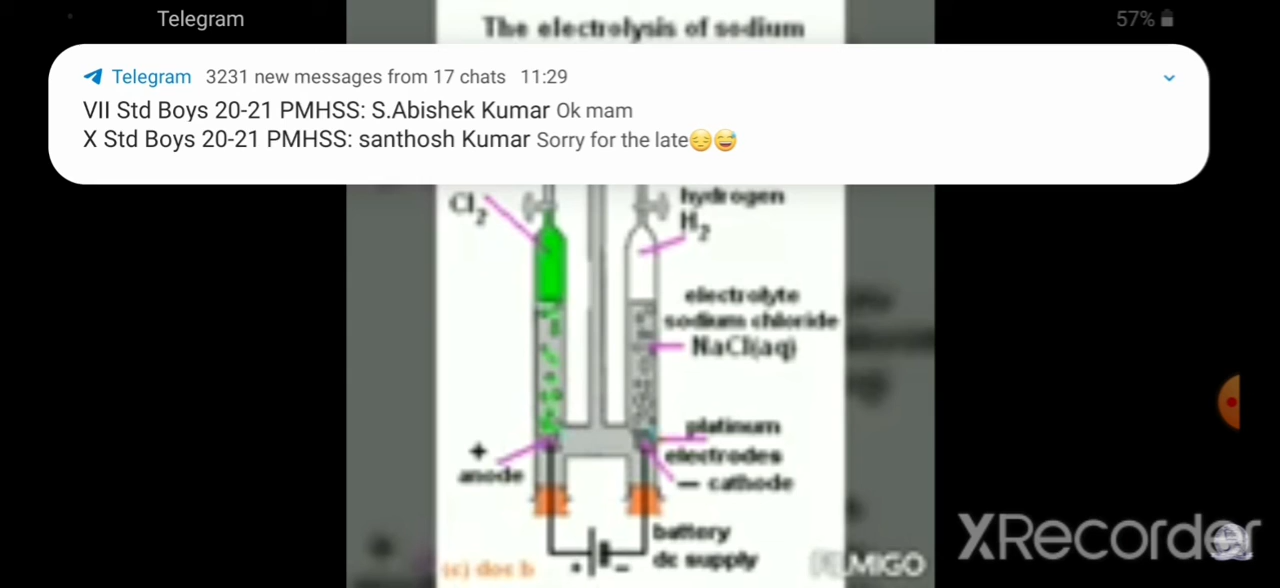 Telegram
57%
The electrolysis of sodium
Telegram 3231 new messages from 17 chats 11:29
VII Std Boys 20-21 PMHSS: S.Abishek Kumar Ok mam
X Std Boys 20-21 PMHSS: santhosh Kumar Sorry for the late😔😅
Cl₂
hydrogen
H₂
electrolyte
sodium chloride
NaCl(aq)
platinum
electrodes
+
anode
— cathode
battery
dc supply
+
−
(c) doc b
FILMIGO
XRecorder